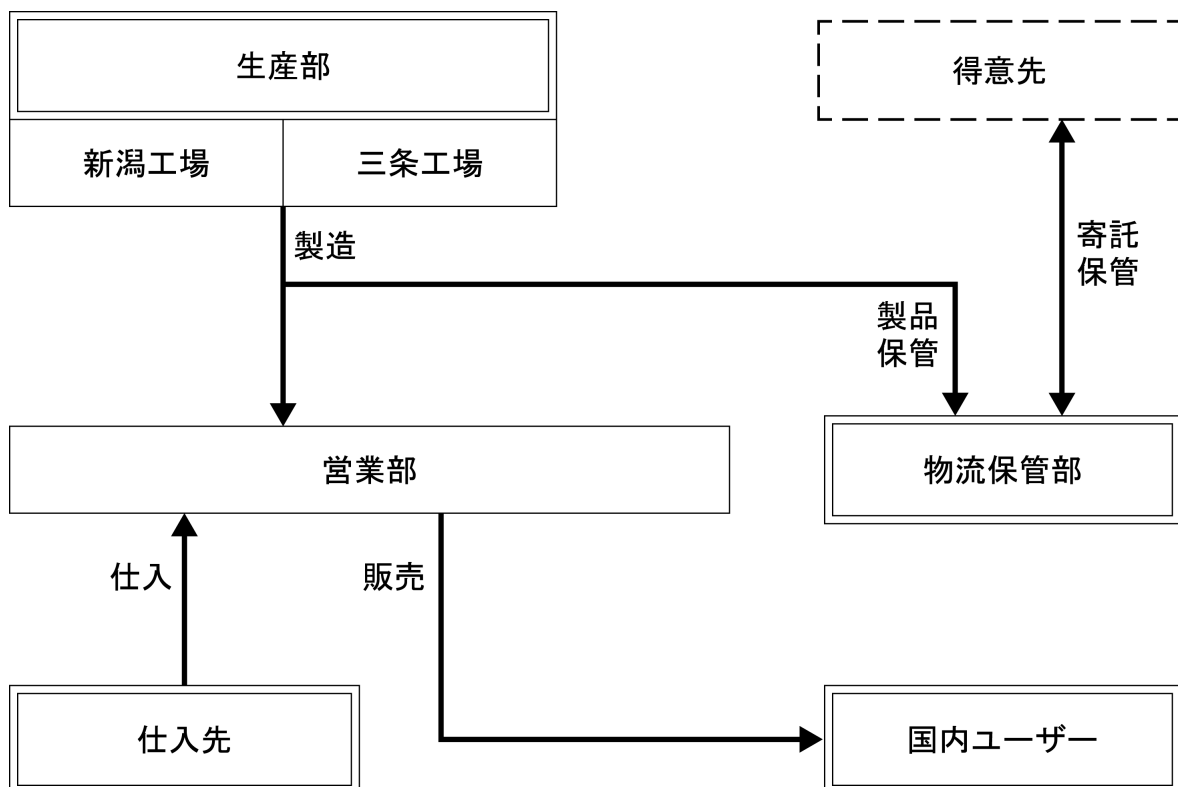 生産部
得意先
新潟工場
三条工場
製造
寄託
保管
製品
保管
営業部
物流保管部
仕入
販売
仕入先
国内ユーザー